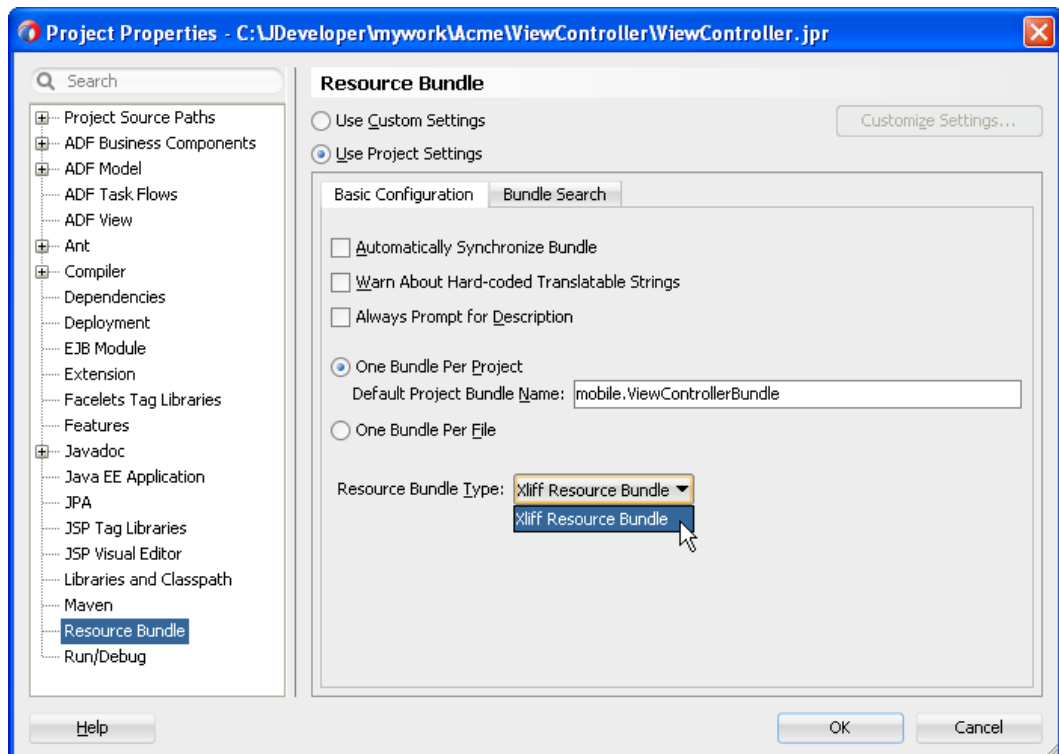 Project Properties - C:\JDeveloper\mywork\Acme\ViewController\ViewController.jpr
Search
Project Source Paths
ADF Business Components
ADF Model
ADF Task Flows
ADF View
Ant
Compiler
Dependencies
Deployment
EJB Module
Extension
Facelets Tag Libraries
Features
Javadoc
Java EE Application
JPA
JSP Tag Libraries
JSP Visual Editor
Libraries and Classpath
Maven
Resource Bundle
Run/Debug
Resource Bundle
Use Custom Settings
Customize Settings...
Use Project Settings
Basic Configuration
Bundle Search
Automatically Synchronize Bundle
Warn About Hard-coded Translatable Strings
Always Prompt for Description
One Bundle Per Project
Default Project Bundle Name: mobile.ViewControllerBundle
One Bundle Per File
Resource Bundle Type: Xliff Resource Bundle
Xliff Resource Bundle
Help
OK
Cancel